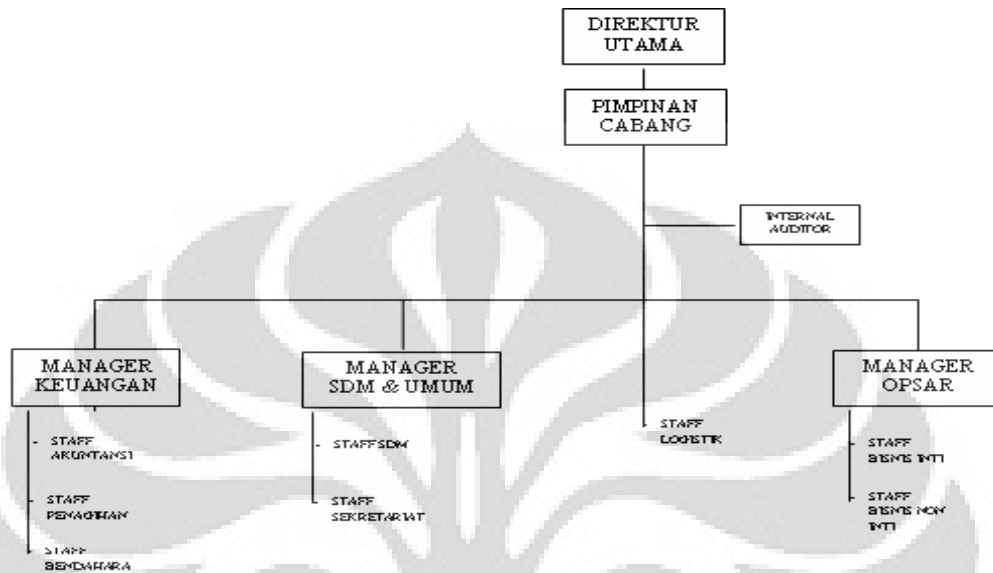 DIREKTUR
UTAMA
PIMPINAN
CABANG
INTERNAL
AUDITOR
MANAGER
KEUANGAN
MANAGER
SDM & UMUM
MANAGER
OPSAR
STAFF
AKUNTANSI
STAFF
PENAGIHAN
STAFF
BENDAHARA
STAFF SDM
STAFF
SEKRETARIAT
STAFF
LOGISTIK
STAFF
BISNIS INTI
STAFF
BISNIS NON
INTI